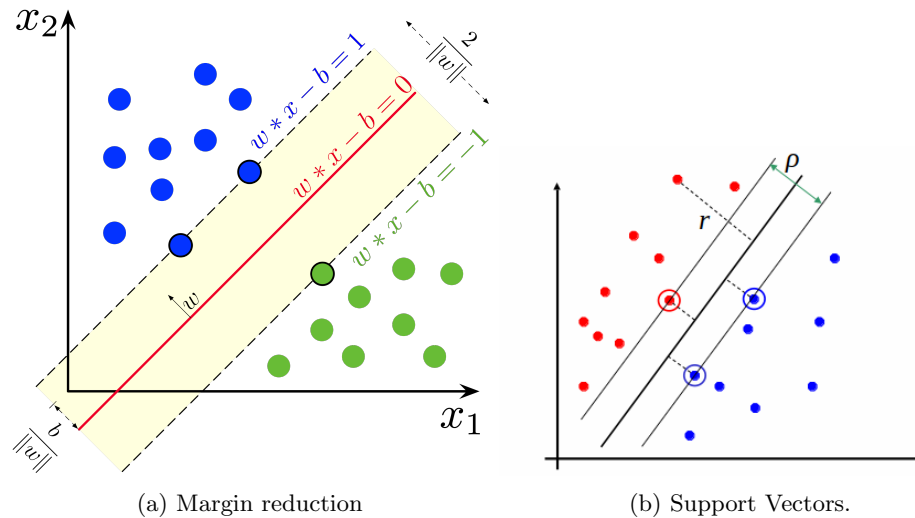 x₂
2
‖w‖
w * x − b = 1
w * x − b = 0
w * x − b = −1
w
b
‖w‖
x₁
(a) Margin reduction
ρ
r
(b) Support Vectors.